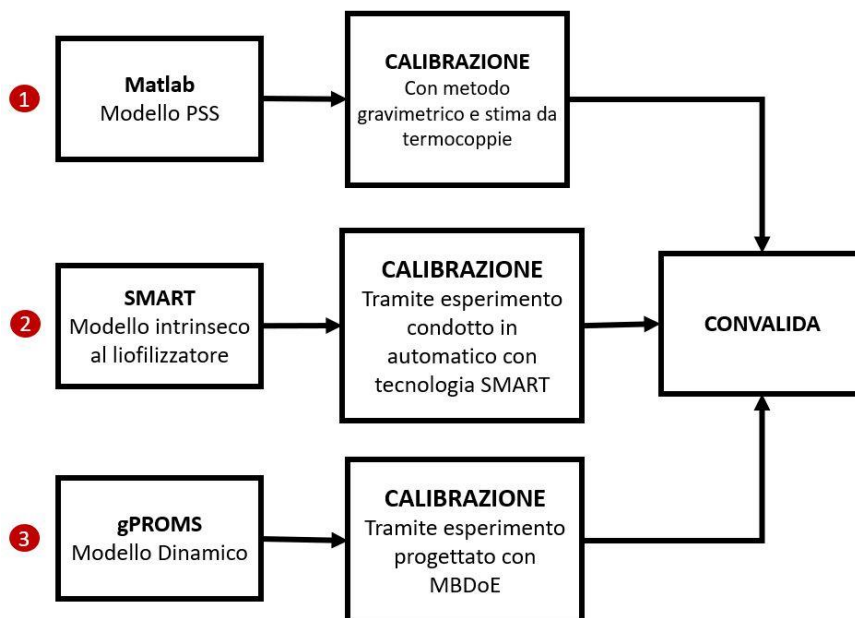 1
Matlab
Modello PSS
CALIBRAZIONE
Con metodo
gravimetrico e stima da
termocoppie
2
SMART
Modello intrinseco
al liofilizzatore
CALIBRAZIONE
Tramite esperimento
condotto in
automatico con
tecnologia SMART
CONVALIDA
3
gPROMS
Modello Dinamico
CALIBRAZIONE
Tramite esperimento
progettato con
MBDoE